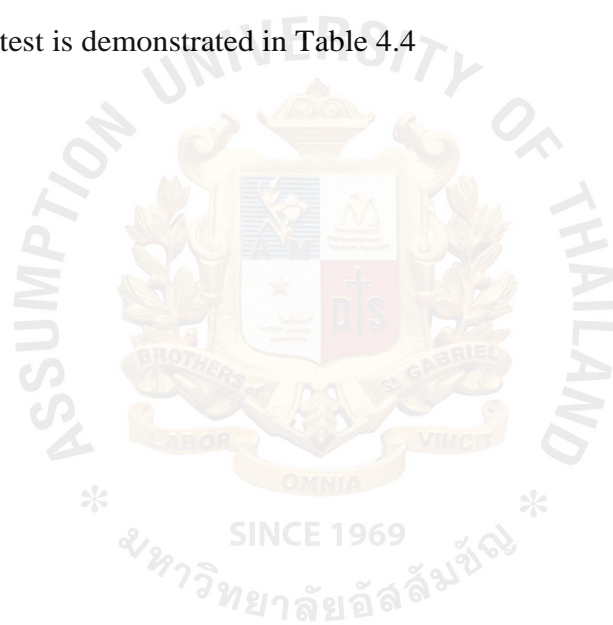 test is demonstrated in Table 4.4
ASSUMPTION UNIVERSITY OF THAILAND
A M
D S
BROTHERS of St GABRIEL
LABOR
VIHCIT
OMNIA
* SINCE 1969 *
มหาวิทยาลัยอัสสัมชัญ